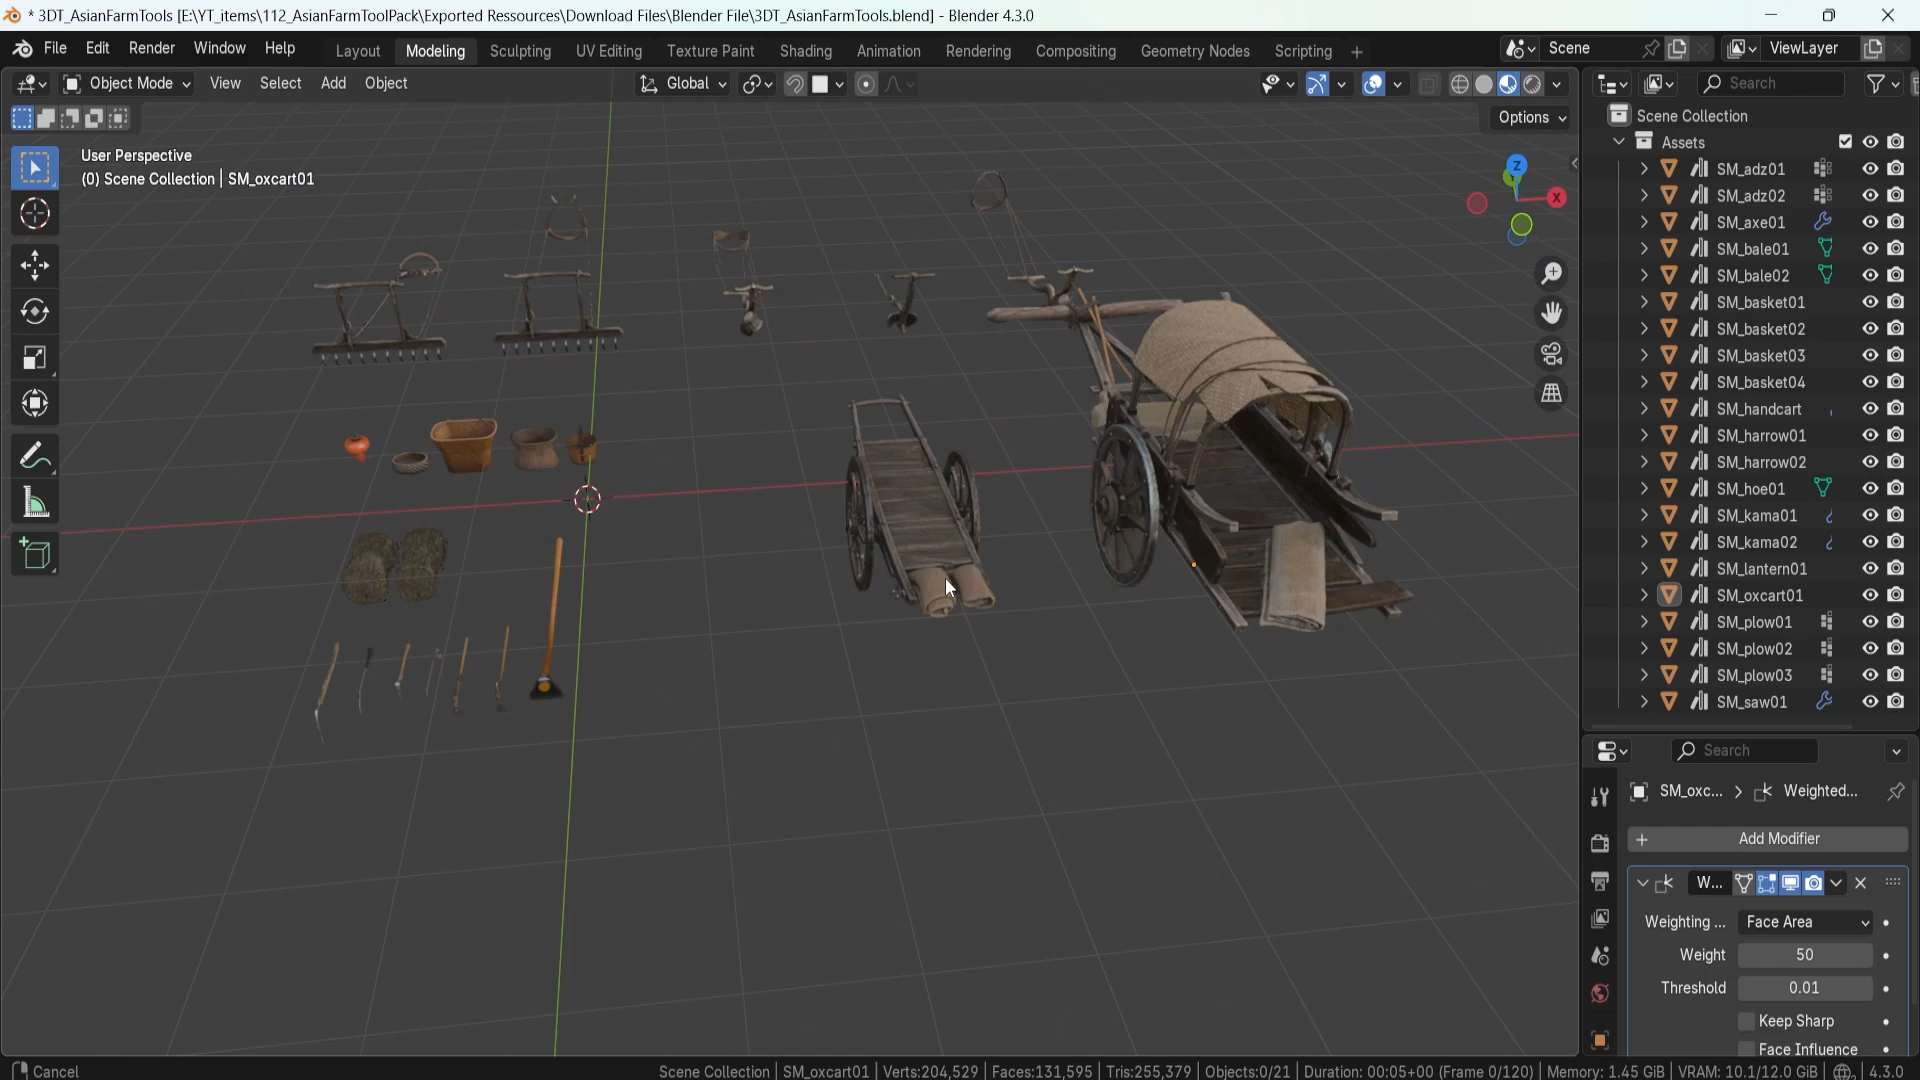 * 3DT_AsianFarmTools [E:\YT_items\112_AsianFarmToolPack\Exported Ressources\Download Files\Blender File\3DT_AsianFarmTools.blend] - Blender 4.3.0
File Edit Render Window Help Layout Modeling Sculpting UV Editing Texture Paint Shading Animation Rendering Compositing Geometry Nodes Scripting + Scene ViewLayer
Object Mode View Select Add Object Global Search
Options
User Perspective
(0) Scene Collection | SM_oxcart01
Z
X
Scene Collection
Assets
SM_adz01
SM_adz02
SM_axe01
SM_bale01
SM_bale02
SM_basket01
SM_basket02
SM_basket03
SM_basket04
SM_handcart
SM_harrow01
SM_harrow02
SM_hoe01
SM_kama01
SM_kama02
SM_lantern01
SM_oxcart01
SM_plow01
SM_plow02
SM_plow03
SM_saw01
Search
SM_oxc... > Weighted...
+ Add Modifier
W...
Weighting ... Face Area
Weight 50
Threshold 0.01
Keep Sharp
Face Influence
Cancel
Scene Collection | SM_oxcart01 | Verts:204,529 | Faces:131,595 | Tris:255,379 | Objects:0/21 | Duration: 00:05+00 (Frame 0/120) | Memory: 1.45 GiB | VRAM: 10.1/12.0 GiB | 4.3.0